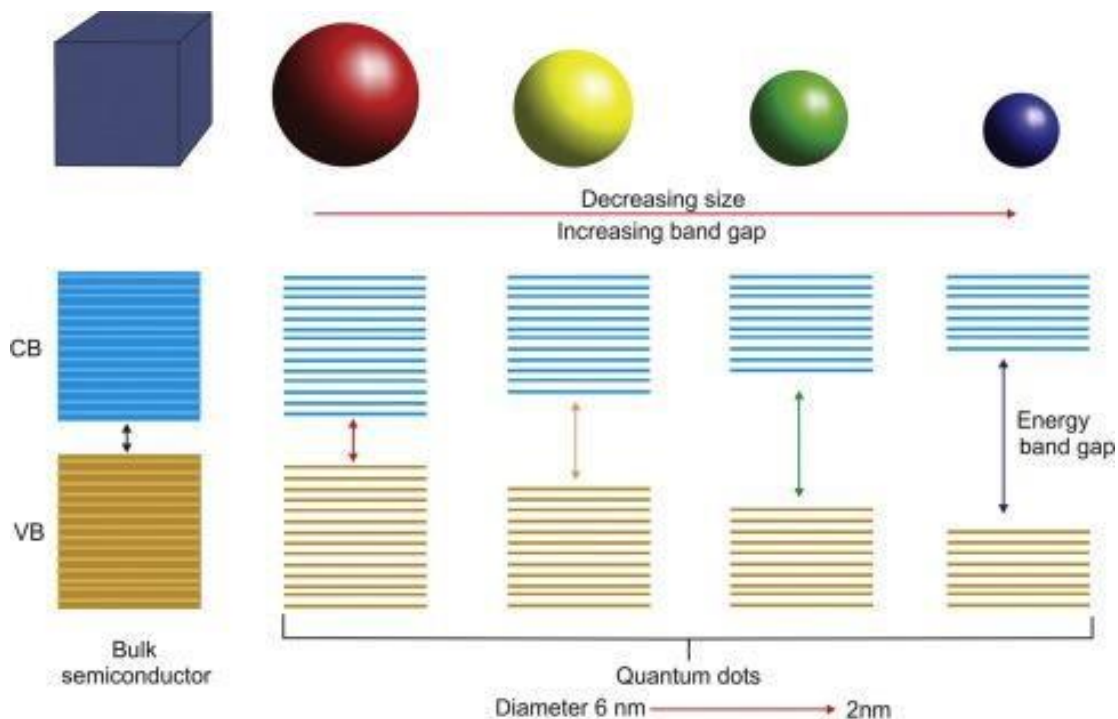 Decreasing size
Increasing band gap
CB
Energy
band gap
VB
Bulk
semiconductor
Quantum dots
Diameter 6 nm 2nm